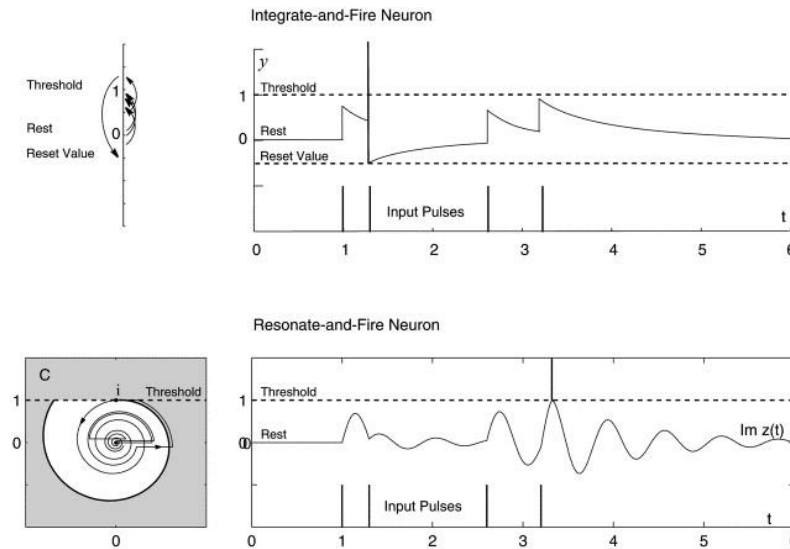 Integrate-and-Fire Neuron
Threshold
1
Rest
0
Reset Value
y
Threshold
1
Rest
0
Reset Value
Input Pulses
t
0 1 2 3 4 5 6
Resonate-and-Fire Neuron
C
i
Threshold
1
0
0
Threshold
1
Rest
0
Im z(t)
Input Pulses
t
0 1 2 3 4 5 6